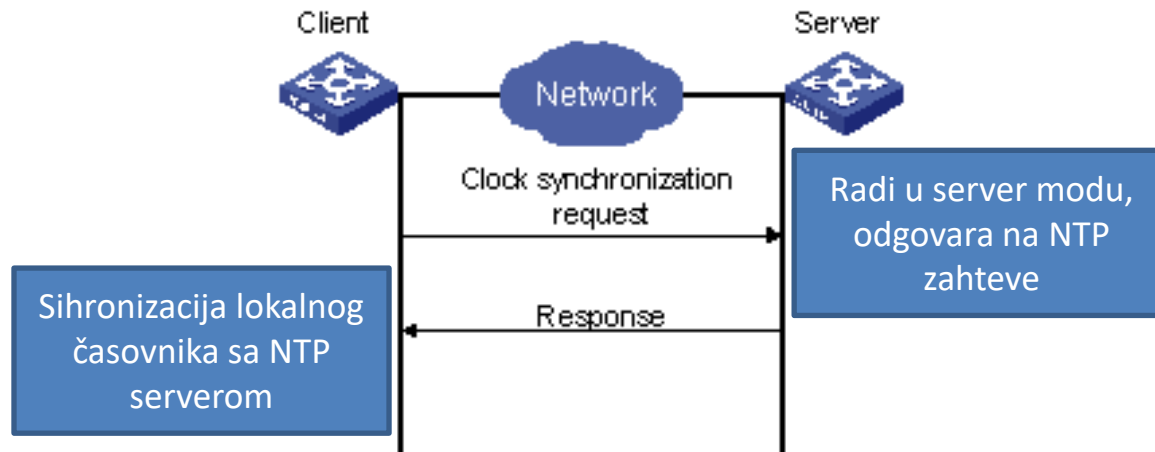 Client
Server
Network
Clock synchronization
request
Radi u server modu,
odgovara na NTP
zahteve
Sihronizacija lokalnog
časovnika sa NTP
serverom
Response